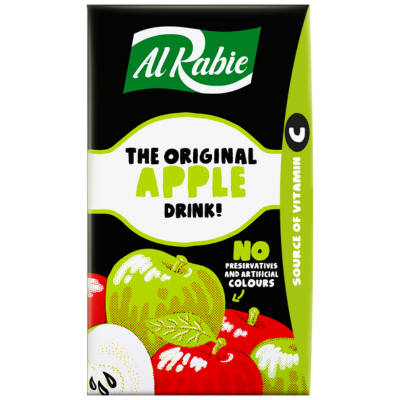 Al Rabie
THE ORIGINAL
APPLE
DRINK!
NO
PRESERVATIVES
AND ARTIFICIAL
COLOURS
SOURCE OF VITAMIN C